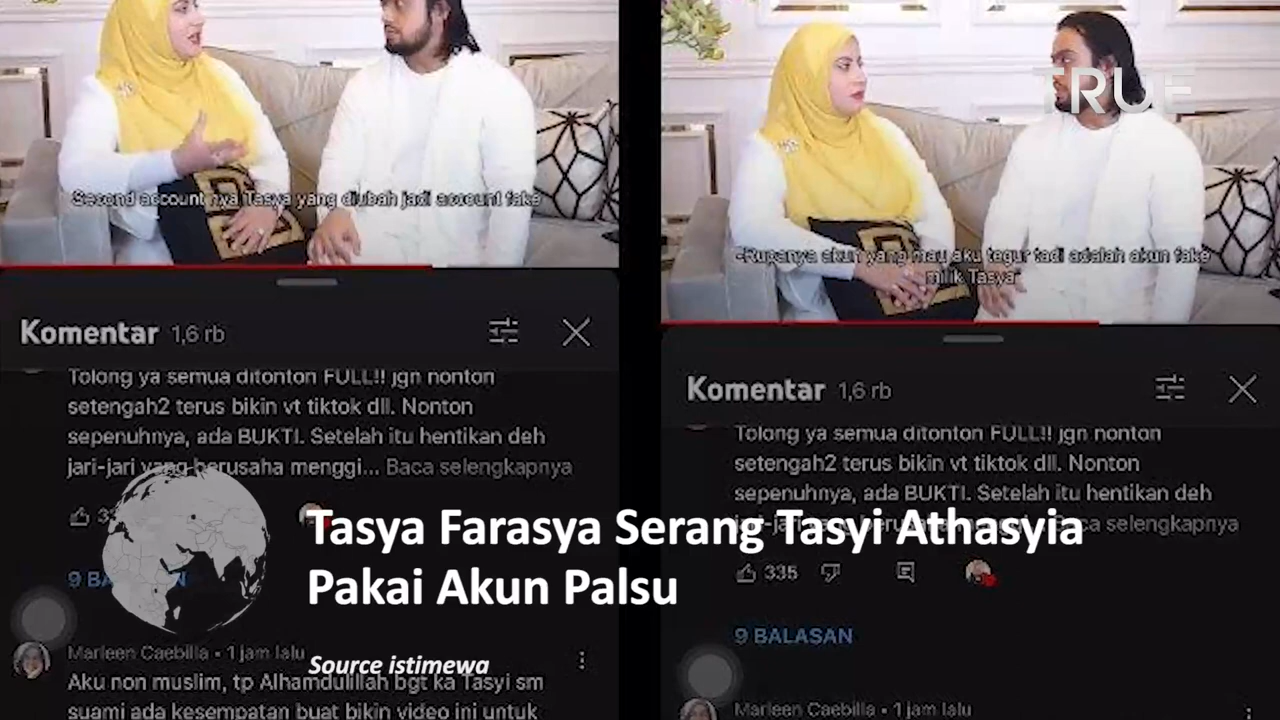 TRUE
Second account nya Tasya yang diubah jadi account fake
Komentar 1,6 rb
Tolong ya semua ditonton FULL!! jgn nonton
setengah2 terus bikin vt tiktok dll. Nonton
sepenuhnya, ada BUKTI. Setelah itu hentikan deh
jari-jari yang berusaha menggi... Baca selengkapnya
Marleen Caebilla • 1 jam lalu
Aku non muslim, tp Alhamdulillah bgt ka Tasyi sm
suami ada kesempatan buat bikin video ini untuk
-Rupanya akun yang mau aku tegur tadi adalah akun fake
milik Tasya
Komentar 1,6 rb
Tolong ya semua ditonton FULL!! jgn nonton
setengah2 terus bikin vt tiktok dll. Nonton
sepenuhnya, ada BUKTI. Setelah itu hentikan deh
Baca selengkapnya
335
9 BALASAN
Marleen Caebilla • 1 jam lalu
Tasya Farasya Serang Tasyi Athasyia
Pakai Akun Palsu
Source istimewa